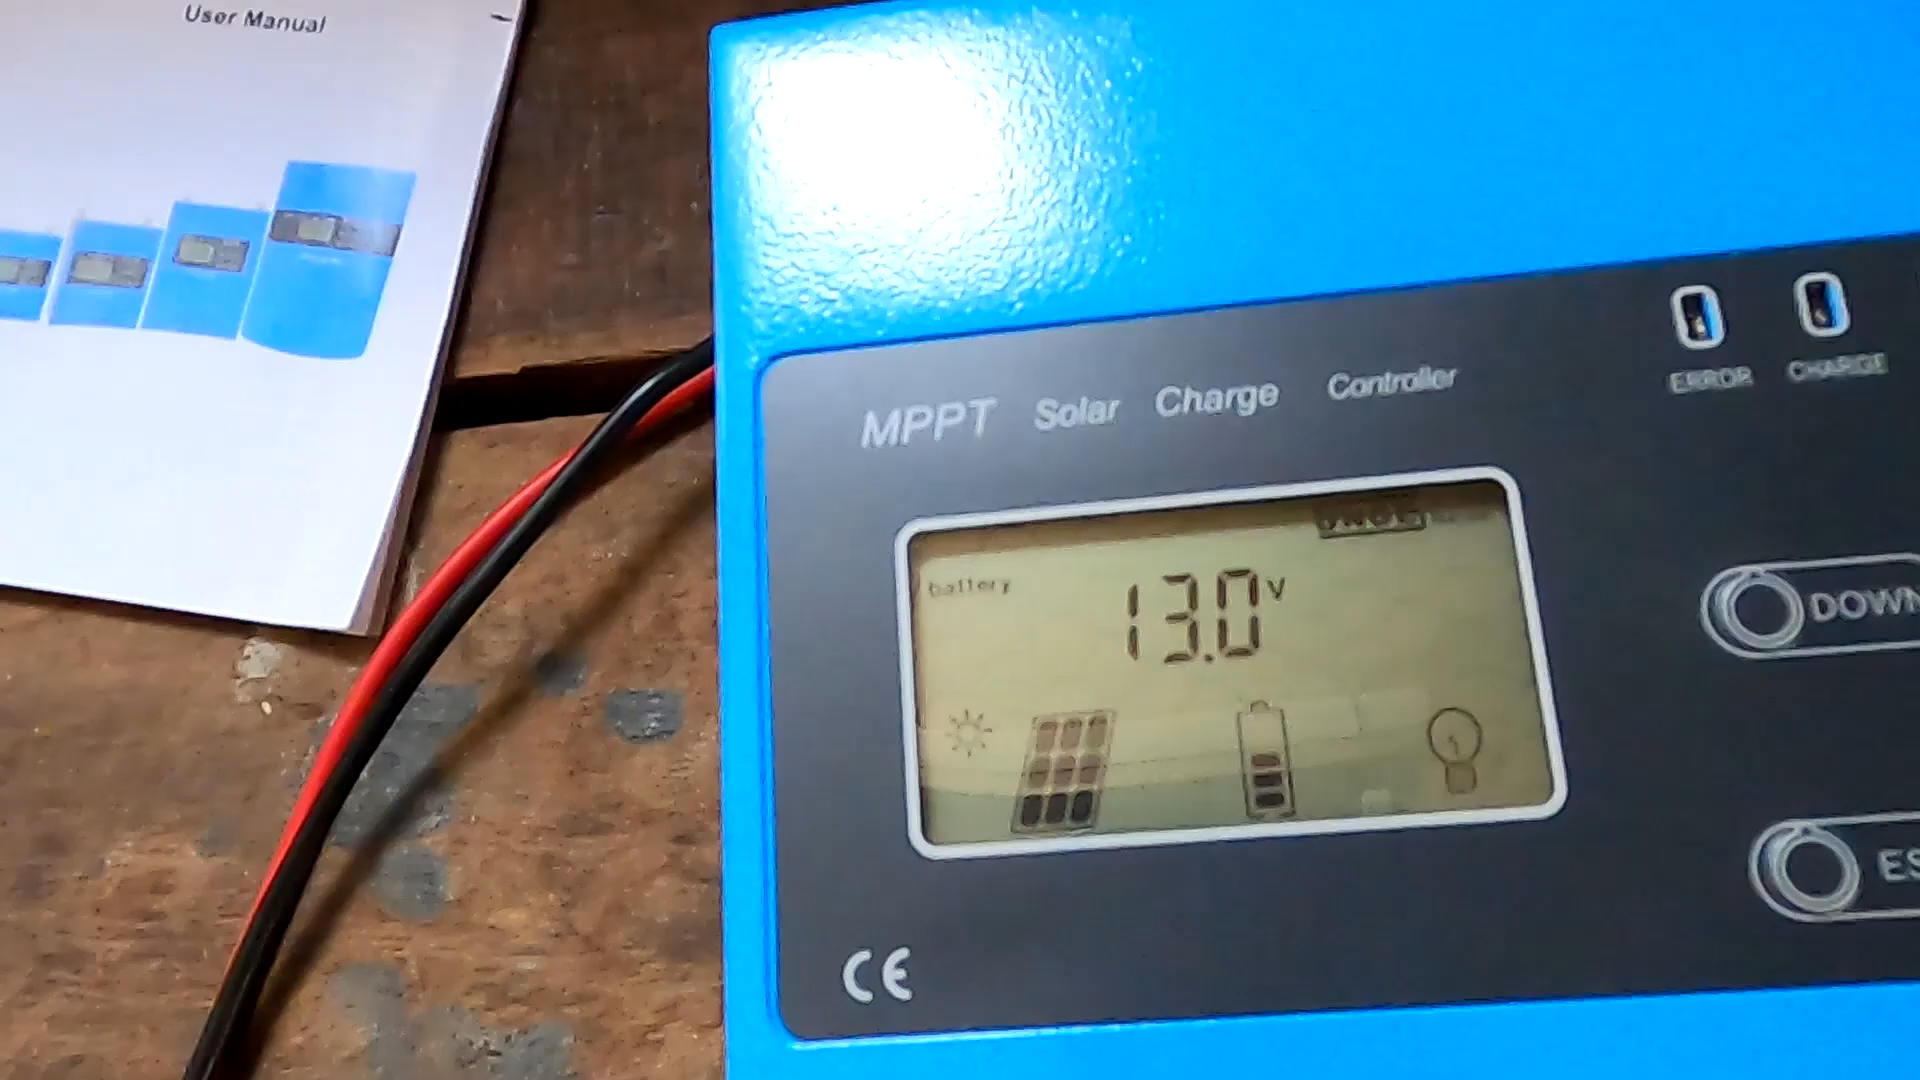 User Manual
ERROR
CHARGE
MPPT Solar Charge Controller
battery
13.0 V
DOWN
ES
CE